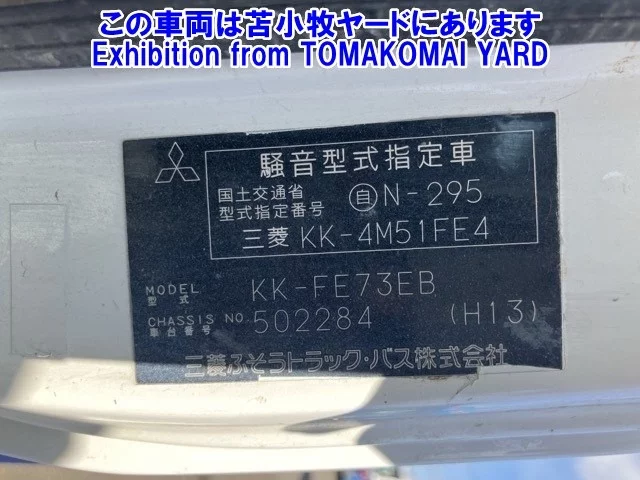 この車両は苫小牧ヤードにあります
Exhibition from TOMAKOMAI YARD
騒音型式指定車
国土交通省
型式指定番号 自N-295
三菱 KK-4M51FE4
MODEL 型式 KK-FE73EB
CHASSIS NO. 車台番号 502284 (H13)
三菱ふそうトラック・バス株式会社